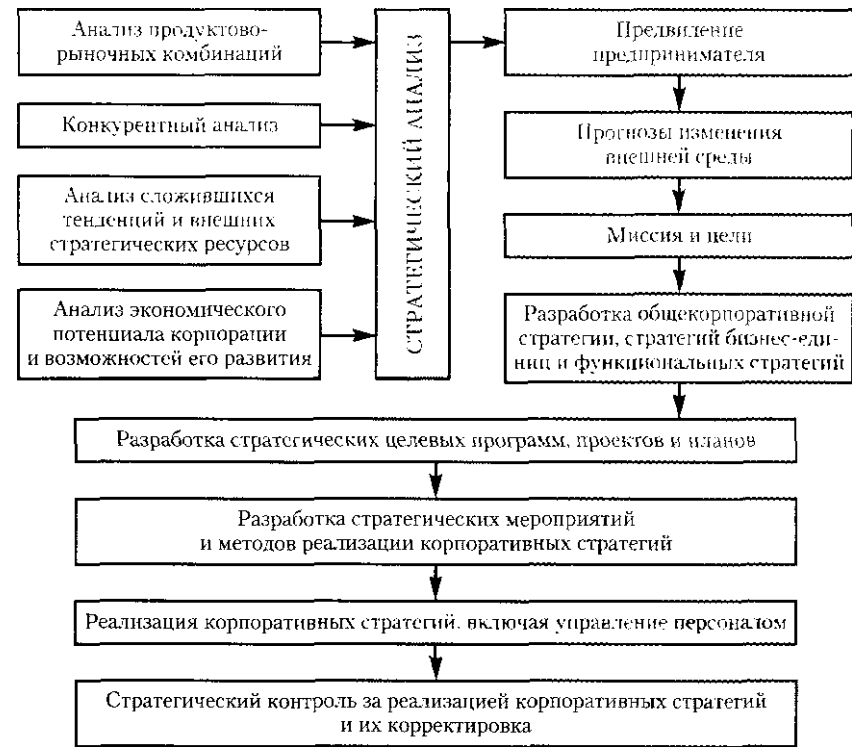 Анализ продуктово-
рыночных комбинаций
Конкурентный анализ
Анализ сложившихся
тенденций и внешних
стратегических ресурсов
Анализ экономического
потенциала корпорации
и возможностей его развития
СТРАТЕГИЧЕСКИЙ АНАЛИЗ
Предвидение
предпринимателя
Прогнозы изменения
внешней среды
Миссия и цели
Разработка общекорпоративной
стратегии, стратегий бизнес-еди-
ниц и функциональных стратегий
Разработка стратегических целевых программ, проектов и планов
Разработка стратегических мероприятий
и методов реализации корпоративных стратегий
Реализация корпоративных стратегий, включая управление персоналом
Стратегический контроль за реализацией корпоративных стратегий
и их корректировка